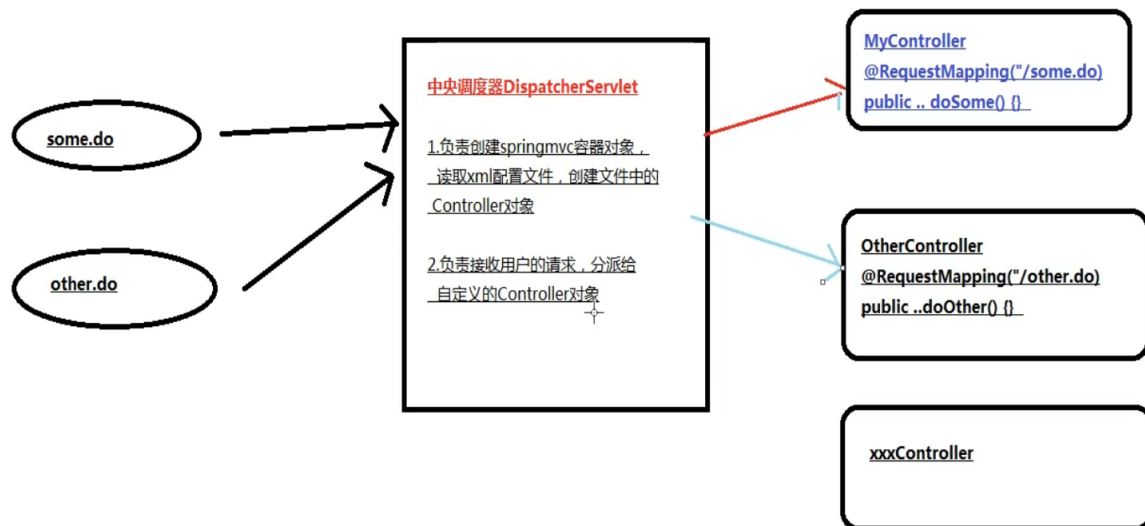 some.do
other.do
中央调度器DispatcherServlet
1.负责创建springmvc容器对象，
读取xml配置文件，创建文件中的
Controller对象
2.负责接收用户的请求，分派给
自定义的Controller对象
MyController
@RequestMapping("/some.do)
public .. doSome() {}
OtherController
@RequestMapping("/other.do)
public ..doOther() {}
xxxController